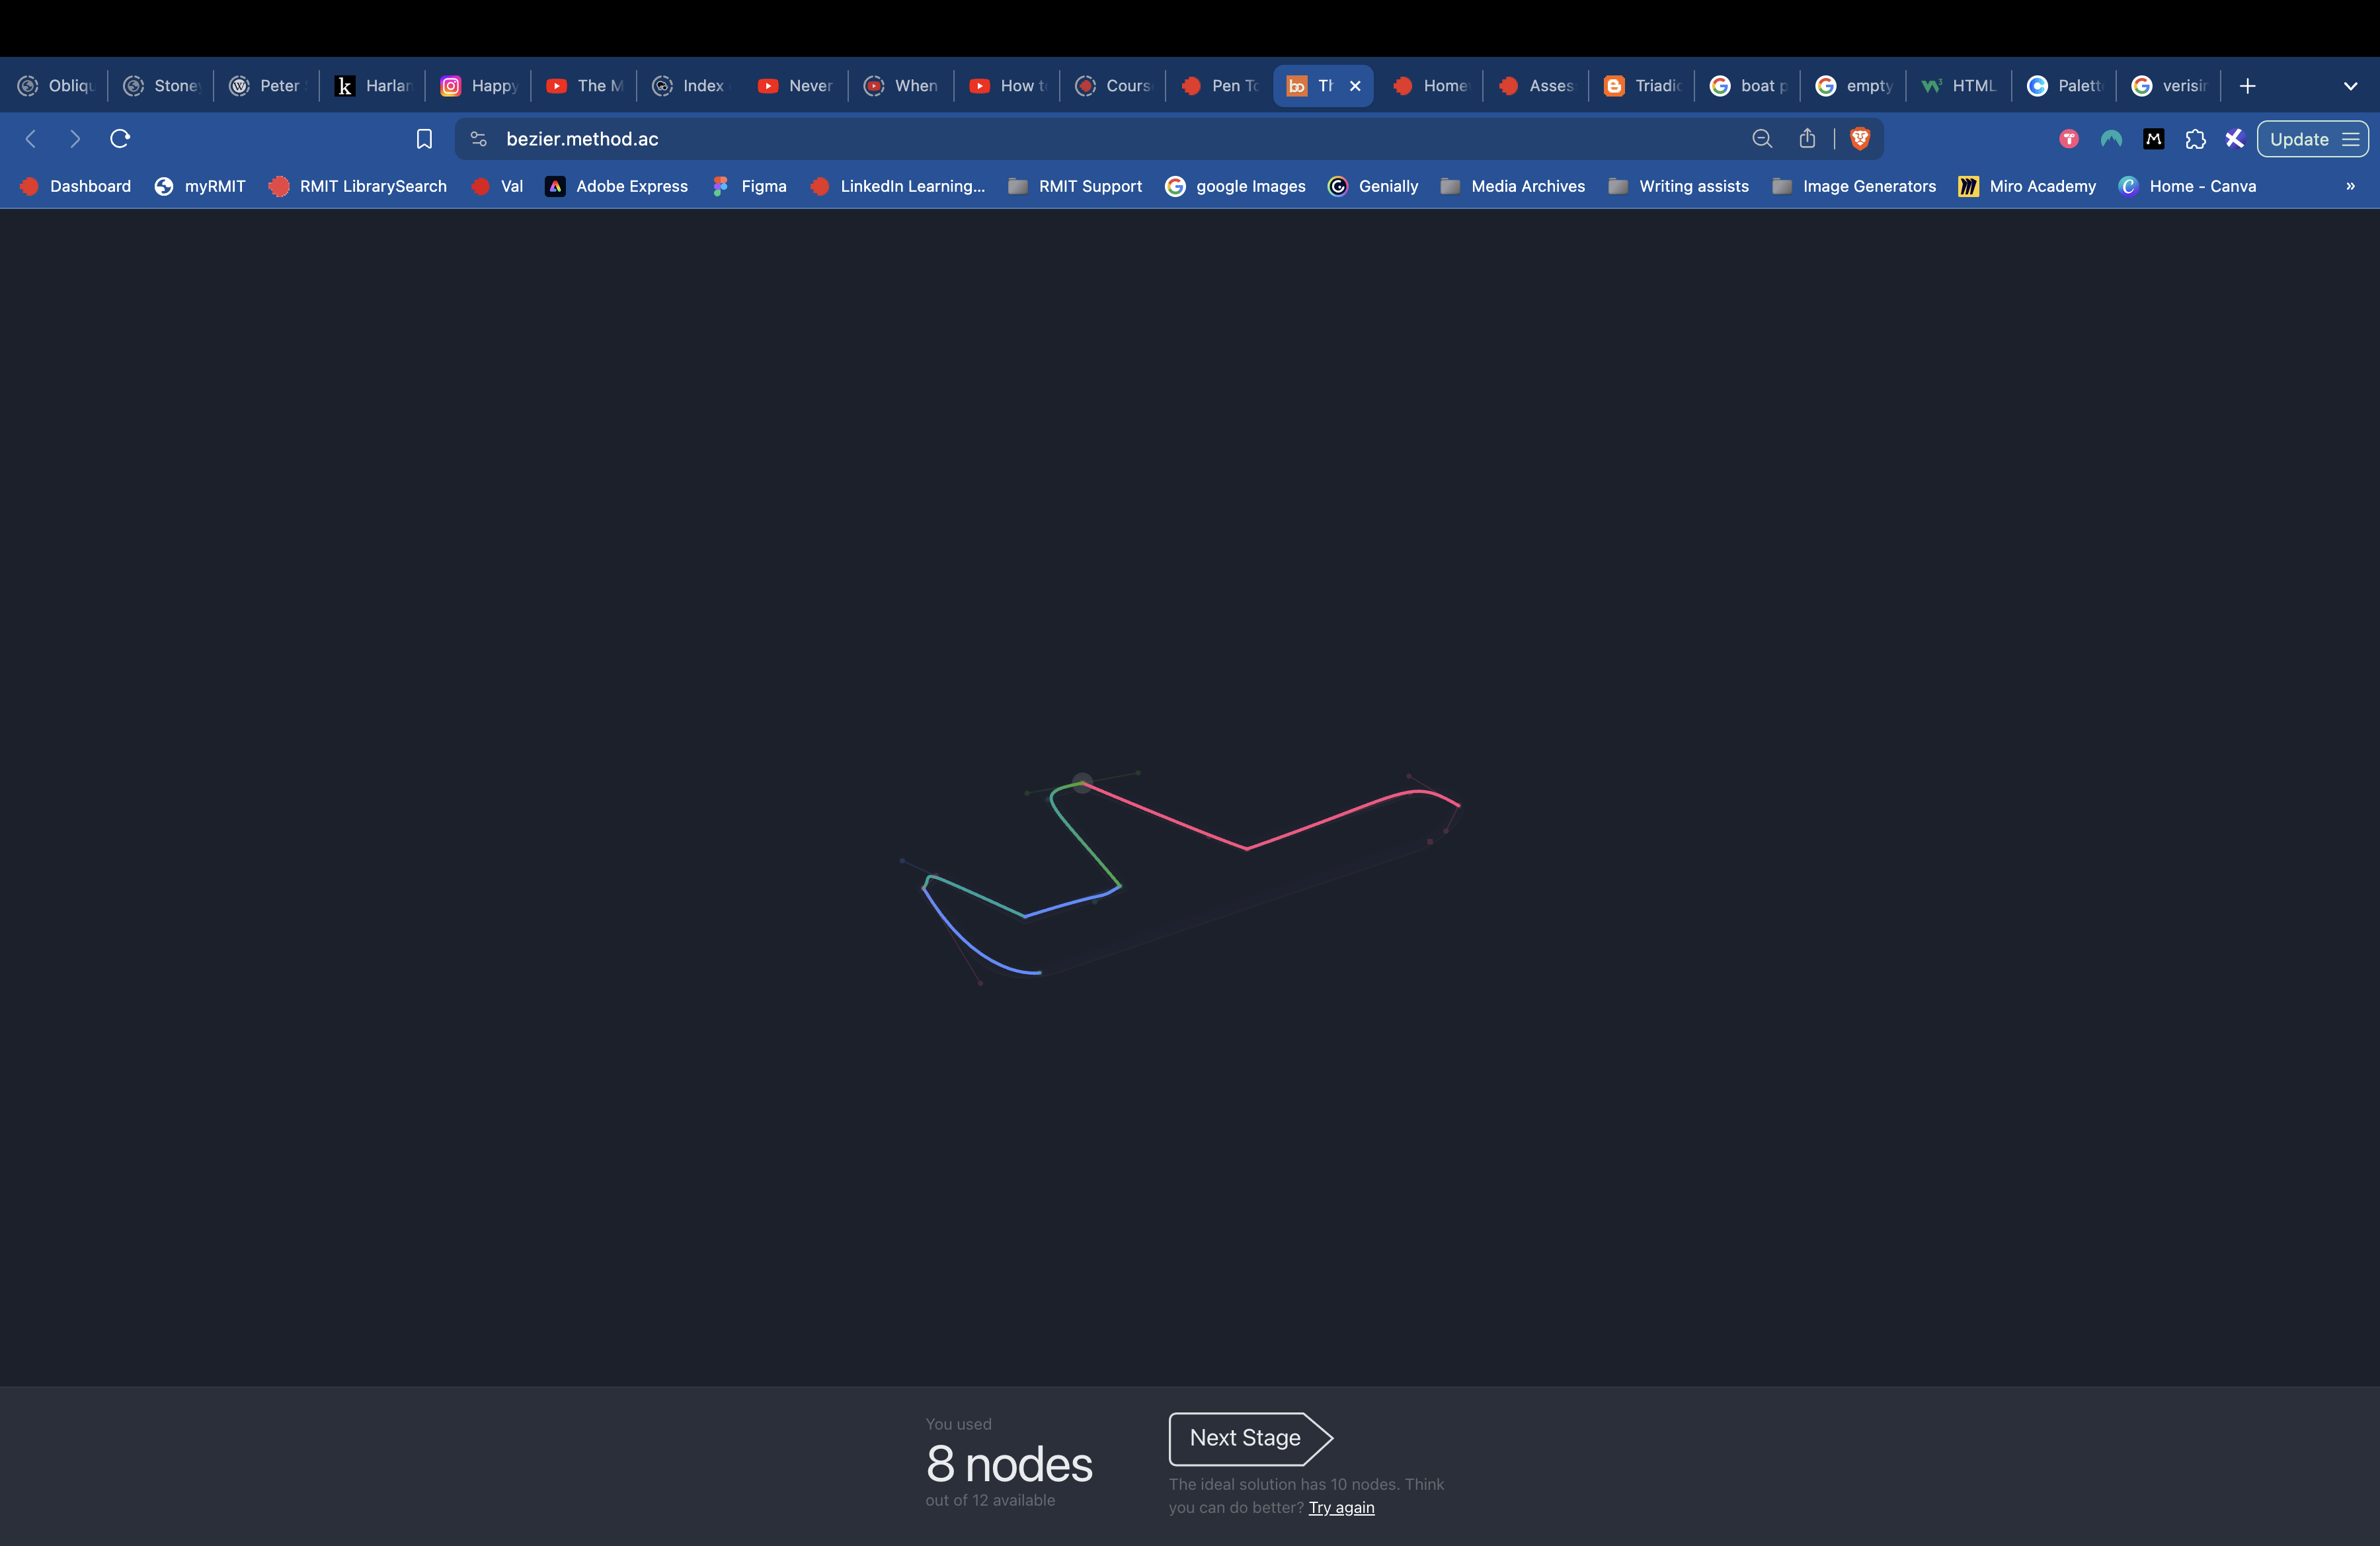 Obliqu
Stone
Peter
Harlan
Happy
The M
Index
Never
When
How t
Cours
Pen To
Th
Home
Asses
Triadic
boat p
empty
HTML
Palett
verisir
bezier.method.ac
Update
Dashboard
myRMIT
RMIT LibrarySearch
Val
Adobe Express
Figma
LinkedIn Learning...
RMIT Support
google Images
Genially
Media Archives
Writing assists
Image Generators
Miro Academy
Home - Canva
»
You used
8 nodes
out of 12 available
Next Stage
The ideal solution has 10 nodes. Think
you can do better? Try again